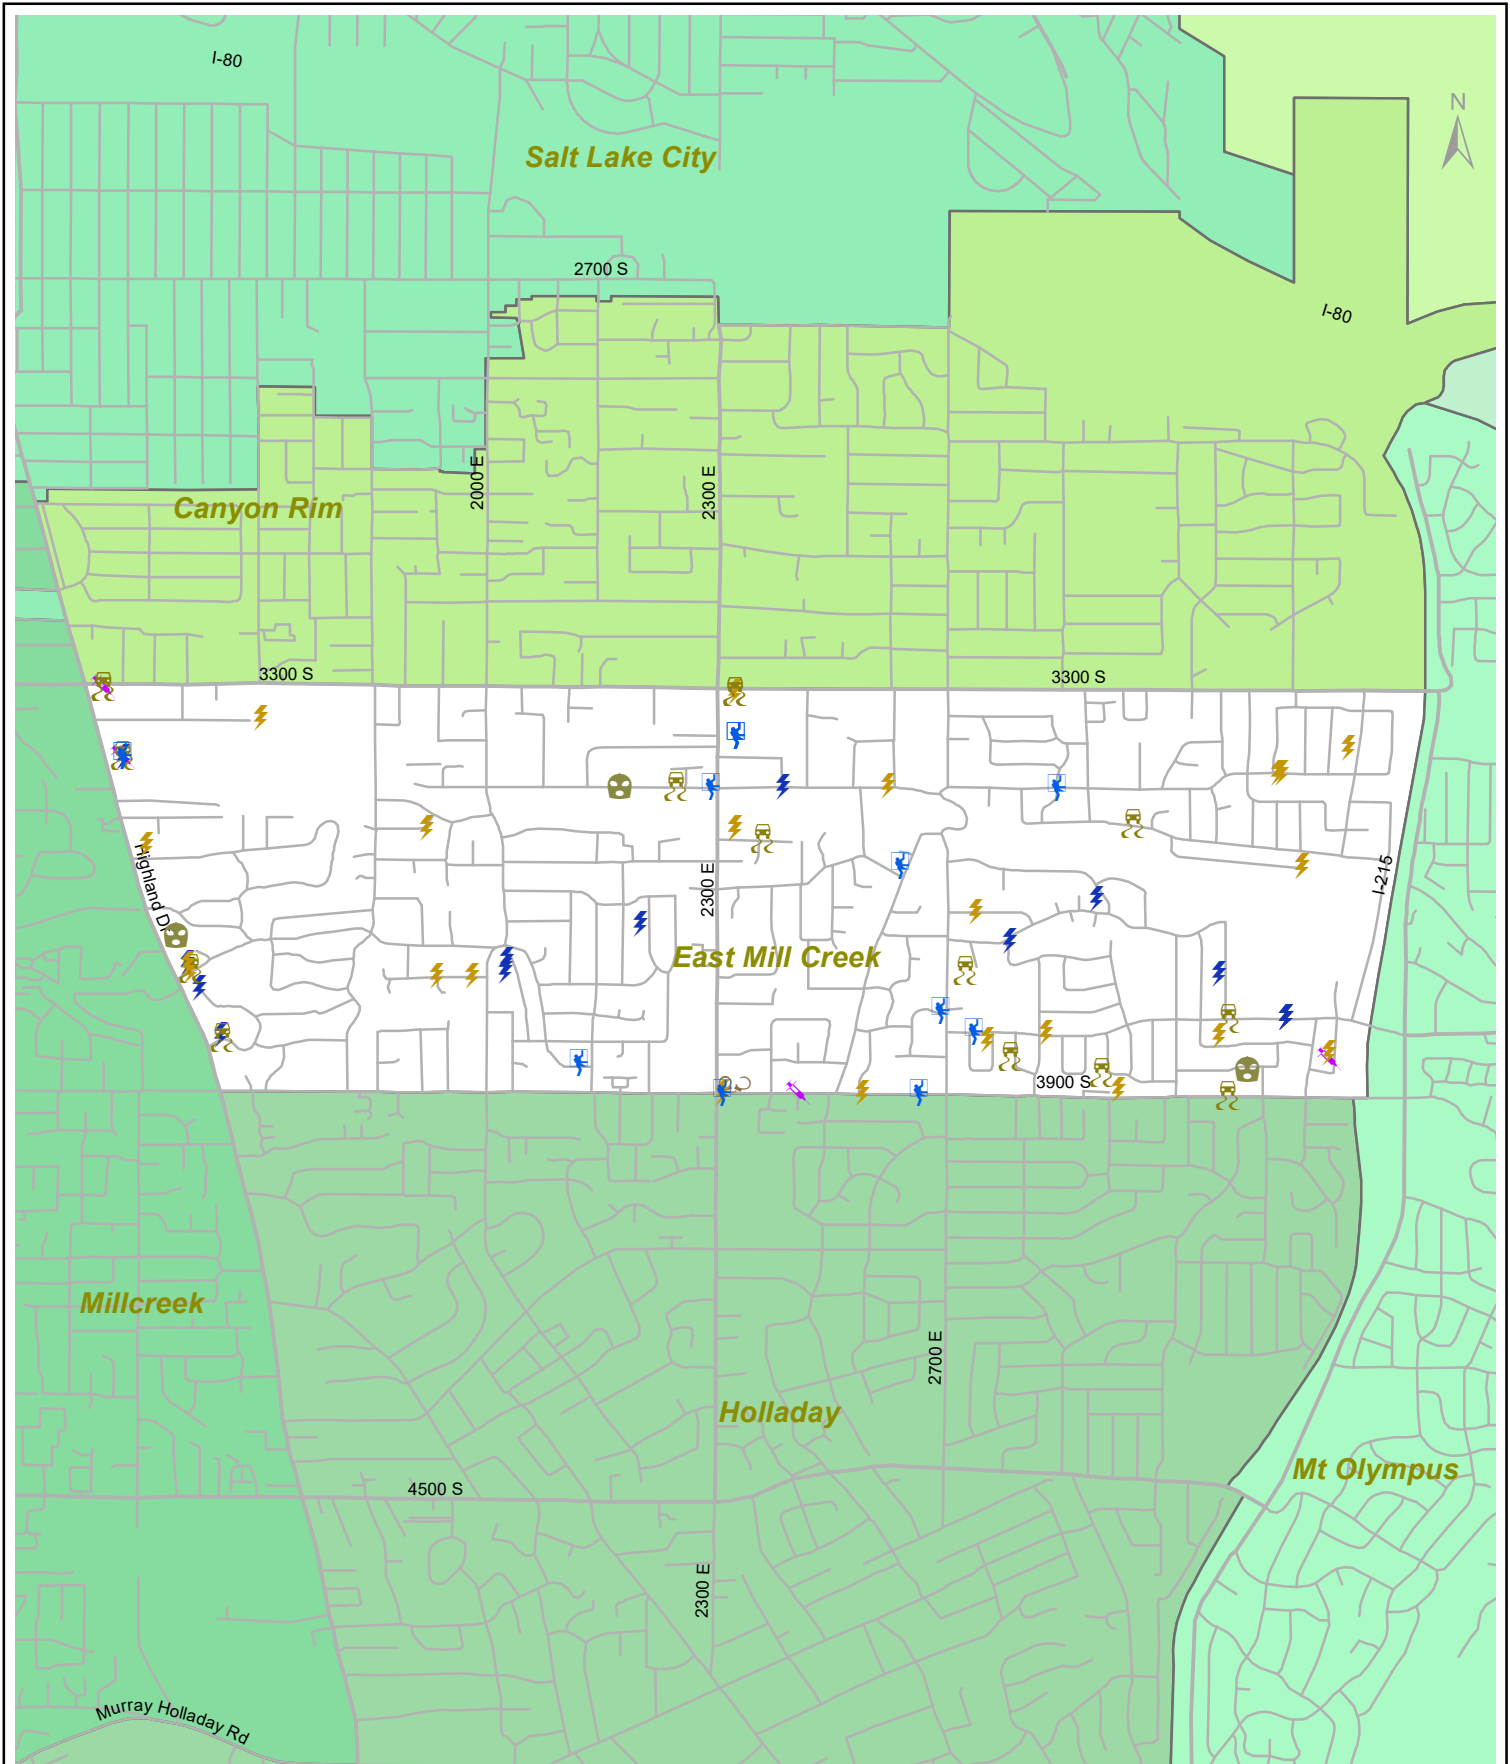 I-80
N
Salt Lake City
2700 S
I-80
2000 E
2300 E
Canyon Rim
3300 S
3300 S
Highland Dr
2300 E
I-215
East Mill Creek
3900 S
Millcreek
2700 E
Holladay
Mt Olympus
4500 S
2300 E
Murray Holladay Rd